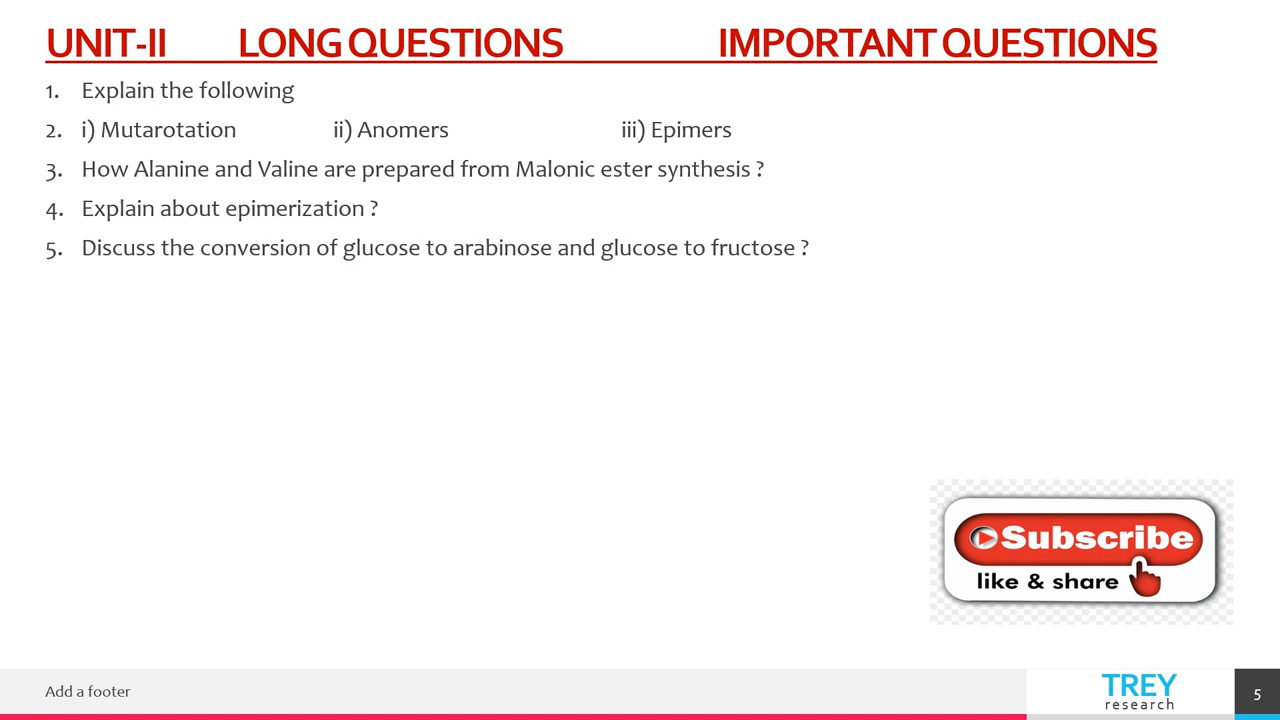 UNIT-II LONG QUESTIONS IMPORTANT QUESTIONS
1. Explain the following
2. i) Mutarotation ii) Anomers iii) Epimers
3. How Alanine and Valine are prepared from Malonic ester synthesis ?
4. Explain about epimerization ?
5. Discuss the conversion of glucose to arabinose and glucose to fructose ?
Subscribe
like & share
Add a footer
TREY
research
5